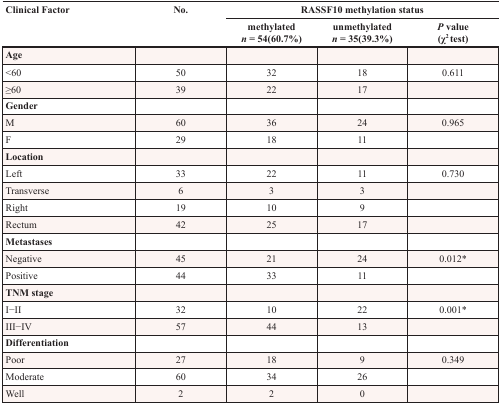 Clinical Factor No. RASSF10 methylation status
methylated unmethylated P value
n = 54(60.7%) n = 35(39.3%) (χ² test)
Age
<60 50 32 18 0.611
≥60 39 22 17
Gender
M 60 36 24 0.965
F 29 18 11
Location
Left 33 22 11 0.730
Transverse 6 3 3
Right 19 10 9
Rectum 42 25 17
Metastases
Negative 45 21 24 0.012*
Positive 44 33 11
TNM stage
I−II 32 10 22 0.001*
III−IV 57 44 13
Differentiation
Poor 27 18 9 0.349
Moderate 60 34 26
Well 2 2 0